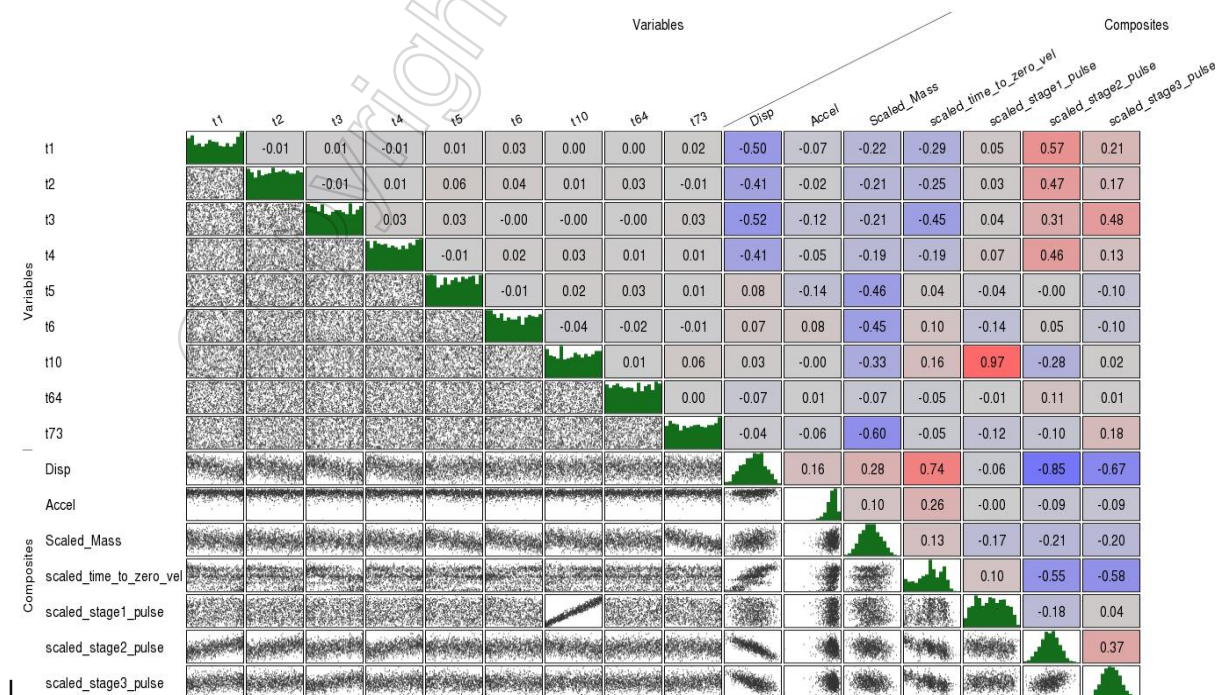 Variables Composites
t1 t2 t3 t4 t5 t6 t10 t64 t73 Disp Accel Scaled_Mass scaled_time_to_zero_vel scaled_stage1_pulse scaled_stage2_pulse scaled_stage3_pulse
t1 -0.01 0.01 -0.01 0.01 0.03 0.00 0.00 0.02 -0.50 -0.07 -0.22 -0.29 0.05 0.57 0.21
t2 -0.01 0.01 0.06 0.04 0.01 0.03 -0.01 -0.41 -0.02 -0.21 -0.25 0.03 0.47 0.17
t3 0.03 0.03 -0.00 -0.00 -0.00 0.03 -0.52 -0.12 -0.21 -0.45 0.04 0.31 0.48
t4 -0.01 0.02 0.03 0.01 0.01 -0.41 -0.05 -0.19 -0.19 0.07 0.46 0.13
t5 -0.01 0.02 0.03 0.01 0.08 -0.14 -0.46 0.04 -0.04 -0.00 -0.10
t6 -0.04 -0.02 -0.01 0.07 0.08 -0.45 0.10 -0.14 0.05 -0.10
t10 0.01 0.06 0.03 -0.00 -0.33 0.16 0.97 -0.28 0.02
t64 0.00 -0.07 0.01 -0.07 -0.05 -0.01 0.11 0.01
t73 -0.04 -0.06 -0.60 -0.05 -0.12 -0.10 0.18
Disp 0.16 0.28 0.74 -0.06 -0.85 -0.67
Accel 0.10 0.26 -0.00 -0.09 -0.09
Scaled_Mass 0.13 -0.17 -0.21 -0.20
scaled_time_to_zero_vel 0.10 -0.55 -0.58
scaled_stage1_pulse -0.18 0.04
scaled_stage2_pulse 0.37
scaled_stage3_pulse
Variables
Composites